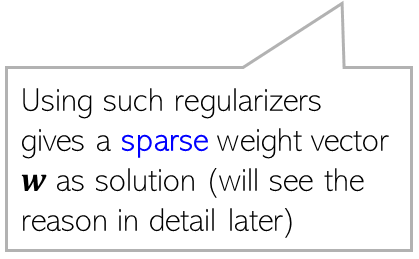 Using such regularizers
gives a sparse weight vector
w as solution (will see the
reason in detail later)